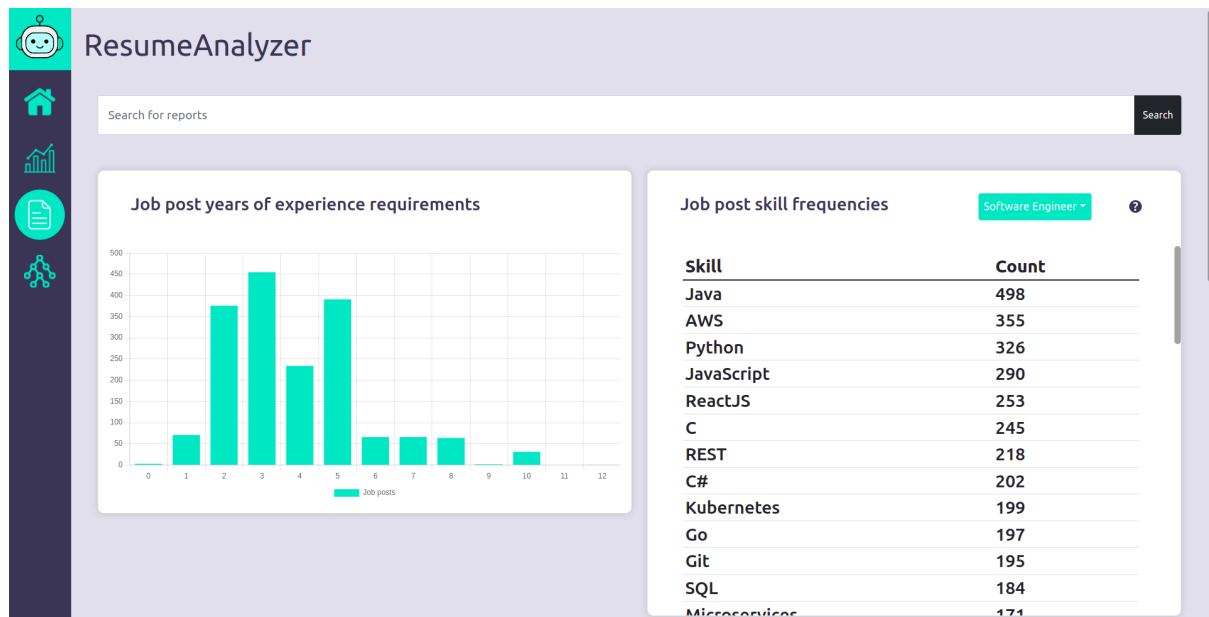 ResumeAnalyzer
Search for reports
Search
Job post years of experience requirements
500
450
400
350
300
250
200
150
100
50
0
0 1 2 3 4 5 6 7 8 9 10 11 12
Job posts
Job post skill frequencies
Software Engineer
?
Skill Count
Java 498
AWS 355
Python 326
JavaScript 290
ReactJS 253
C 245
REST 218
C# 202
Kubernetes 199
Go 197
Git 195
SQL 184
Microservices 171